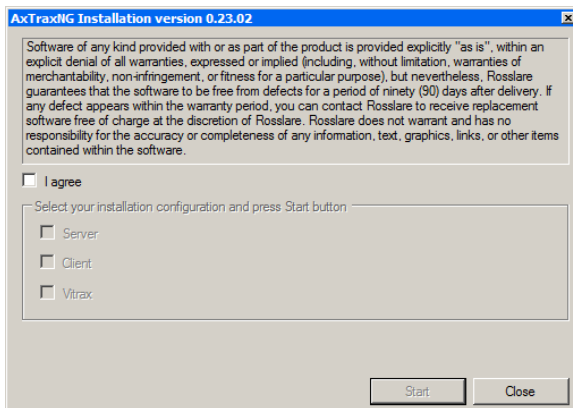 AxTraxNG Installation version 0.23.02
Software of any kind provided with or as part of the product is provided explicitly "as is", within an
explicit denial of all warranties, expressed or implied (including, without limitation, warranties of
merchantability, non-infringement, or fitness for a particular purpose), but nevertheless, Rosslare
guarantees that the software to be free from defects for a period of ninety (90) days after delivery. If
any defect appears within the warranty period, you can contact Rosslare to receive replacement
software free of charge at the discretion of Rosslare. Rosslare does not warrant and has no
responsibility for the accuracy or completeness of any information, text, graphics, links, or other items
contained within the software.
I agree
Select your installation configuration and press Start button
Server
Client
Vitrax
Start
Close